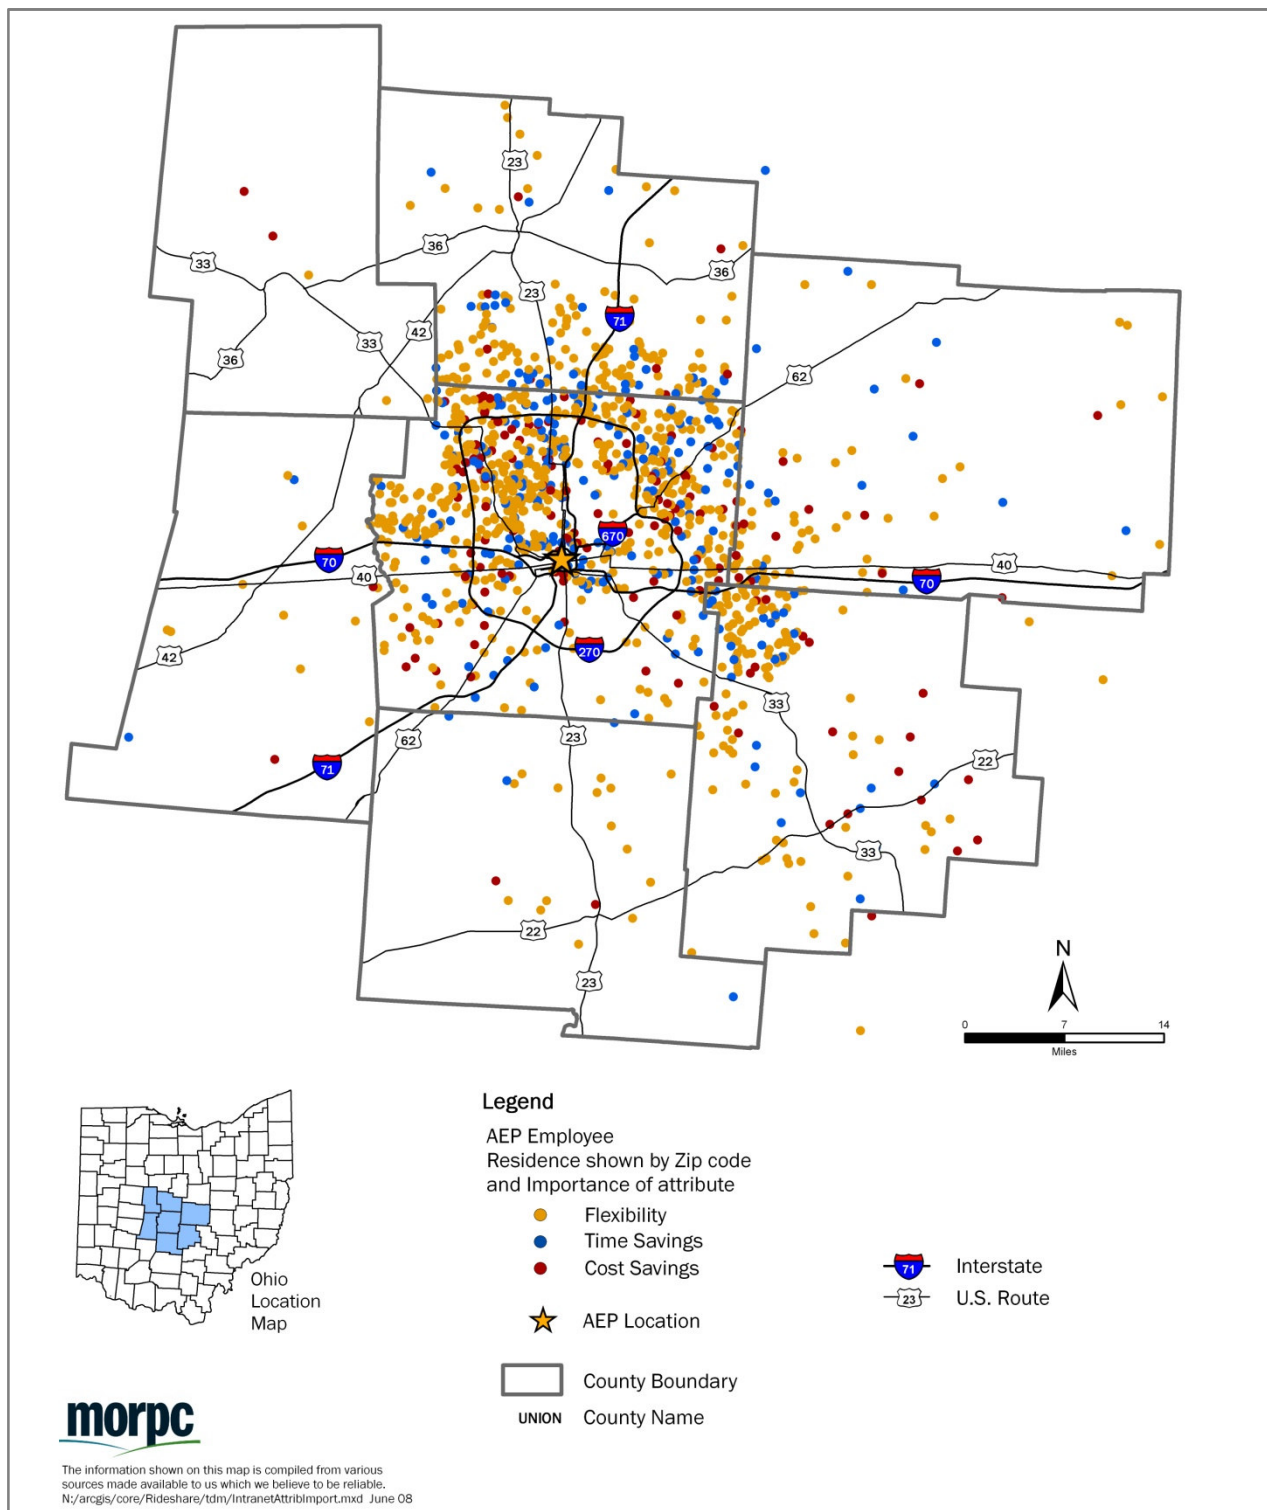 23
36
33
36
23
71
42
33
36
62
670
70
40
40
70
42
270
33
62
23
71
22
33
22
23
N
0 7 14
Miles
Legend
AEP Employee
Residence shown by Zip code
and Importance of attribute
Flexibility
Time Savings
Cost Savings
AEP Location
County Boundary
UNION County Name
71 Interstate
23 U.S. Route
Ohio
Location
Map
morpc
The information shown on this map is compiled from various
sources made available to us which we believe to be reliable.
N:/arcgis/core/Rideshare/tdm/IntranetAttribImport.mxd June 08